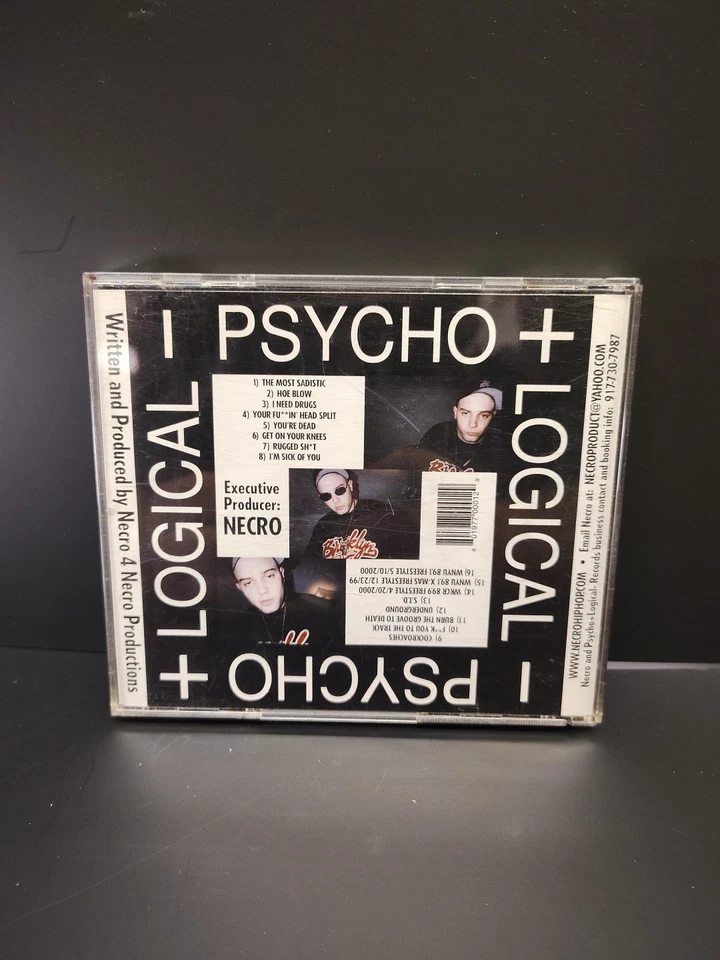 – PSYCHO +
LOGICAL
– PSYCHO
+ LOGICAL
Written and Produced by Necro 4 Necro Productions
1) THE MOST SADISTIC
2) HOE BLOW
3) I NEED DRUGS
4) YOUR FU**IN' HEAD SPLIT
5) YOU'RE DEAD
6) GET ON YOUR KNEES
7) RUGGED SH*T
8) I'M SICK OF YOU
Executive
Producer:
NECRO
Brooklyn
9) COCKROACHES
10) F**K YOU TO THE TRACK
11) BURN THE GROOVE TO DEATH
12) UNDERGROUND
13) S.T.D.
14) WKCR 89.9 FREESTYLE 4/20/2000
15) WNYU 89.1 X-MAS FREESTYLE 12/23/99
16) WNYU 89.1 FREESTYLE 5/10/2000
WWW.NECROHIPHOP.COM • Email Necro at: NECROPRODUCT@YAHOO.COM
Necro and Psycho+Logical- Records business contact and booking info: 917-730-7987